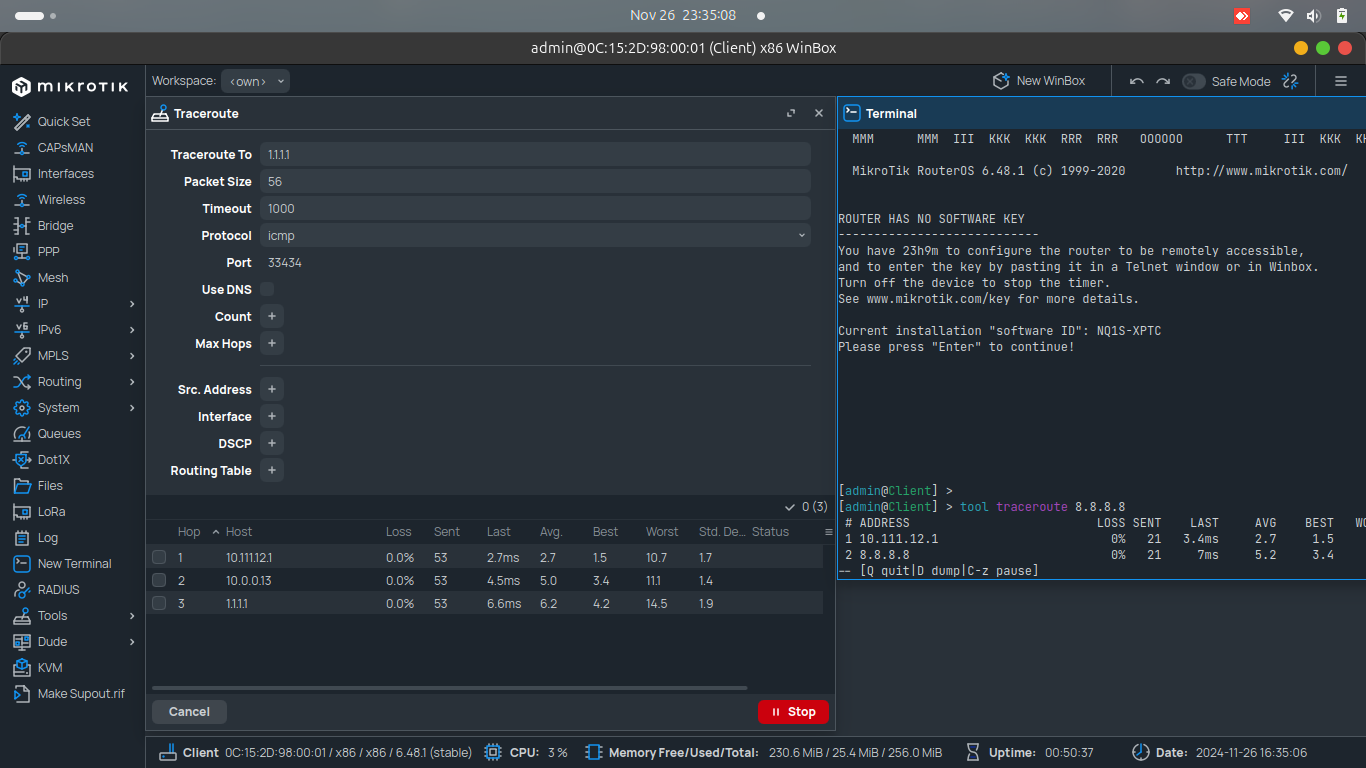 Nov 26 23:35:08
admin@0C:15:2D:98:00:01 (Client) x86 WinBox
MikroTik
Workspace: <own>
New WinBox
Safe Mode
Quick Set
CAPsMAN
Interfaces
Wireless
Bridge
PPP
Mesh
IP
IPv6
MPLS
Routing
System
Queues
Dot1X
Files
LoRa
Log
New Terminal
RADIUS
Tools
Dude
KVM
Make Supout.rif
Traceroute
Traceroute To 1.1.1.1
Packet Size 56
Timeout 1000
Protocol icmp
Port 33434
Use DNS
Count +
Max Hops +
Src. Address +
Interface +
DSCP +
Routing Table +
0 (3)
Hop Host Loss Sent Last Avg. Best Worst Std. De... Status
1 10.111.12.1 0.0% 53 2.7ms 2.7 1.5 10.7 1.7
2 10.0.0.13 0.0% 53 4.5ms 5.0 3.4 11.1 1.4
3 1.1.1.1 0.0% 53 6.6ms 6.2 4.2 14.5 1.9
Cancel
Stop
Terminal
MMM MMM III KKK KKK RRR RRR OOOOOO TTT III KKK
MikroTik RouterOS 6.48.1 (c) 1999-2020 http://www.mikrotik.com/
ROUTER HAS NO SOFTWARE KEY
----------------------------
You have 23h9m to configure the router to be remotely accessible,
and to enter the key by pasting it in a Telnet window or in Winbox.
Turn off the device to stop the timer.
See www.mikrotik.com/key for more details.
Current installation "software ID": NQ1S-XPTC
Please press "Enter" to continue!
[admin@Client] >
[admin@Client] > tool traceroute 8.8.8.8
# ADDRESS LOSS SENT LAST AVG BEST
1 10.111.12.1 0% 21 3.4ms 2.7 1.5
2 8.8.8.8 0% 21 7ms 5.2 3.4
-- [Q quit|D dump|C-z pause]
Client 0C:15:2D:98:00:01 / x86 / x86 / 6.48.1 (stable) CPU: 3 % Memory Free/Used/Total: 230.6 MiB / 25.4 MiB / 256.0 MiB Uptime: 00:50:37 Date: 2024-11-26 16:35:06